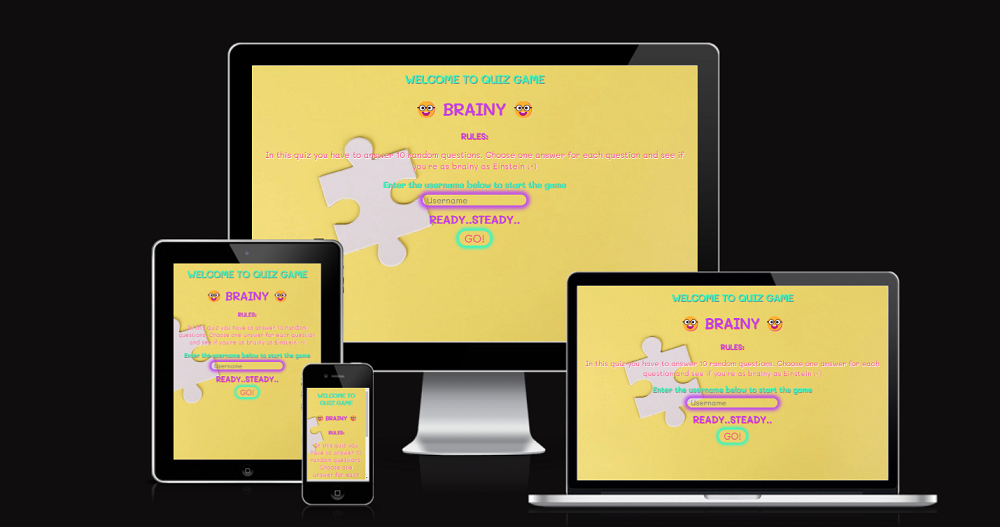 WELCOME TO QUIZ GAME
BRAINY
RULES:
In this quiz you have to answer 10 random questions. Choose one answer for each question and see if
you're as brainy as Einstein ;-)
Enter the username below to start the game
Username
READY..STEADY..
GO!
WELCOME TO QUIZ GAME
BRAINY
RULES:
In this quiz you have to answer 10 random
questions. Choose one answer for each question
and see if you're as brainy as Einstein ;-)
Enter the username below to start the game
Username
READY..STEADY..
GO!
WELCOME TO
QUIZ GAME
BRAINY
RULES:
In this quiz you
have to answer 10
random questions.
Choose one
answer for each
WELCOME TO QUIZ GAME
BRAINY
RULES:
In this quiz you have to answer 10 random questions. Choose one answer for each
question and see if you're as brainy as Einstein ;-)
Enter the username below to start the game
Username
READY..STEADY..
GO!